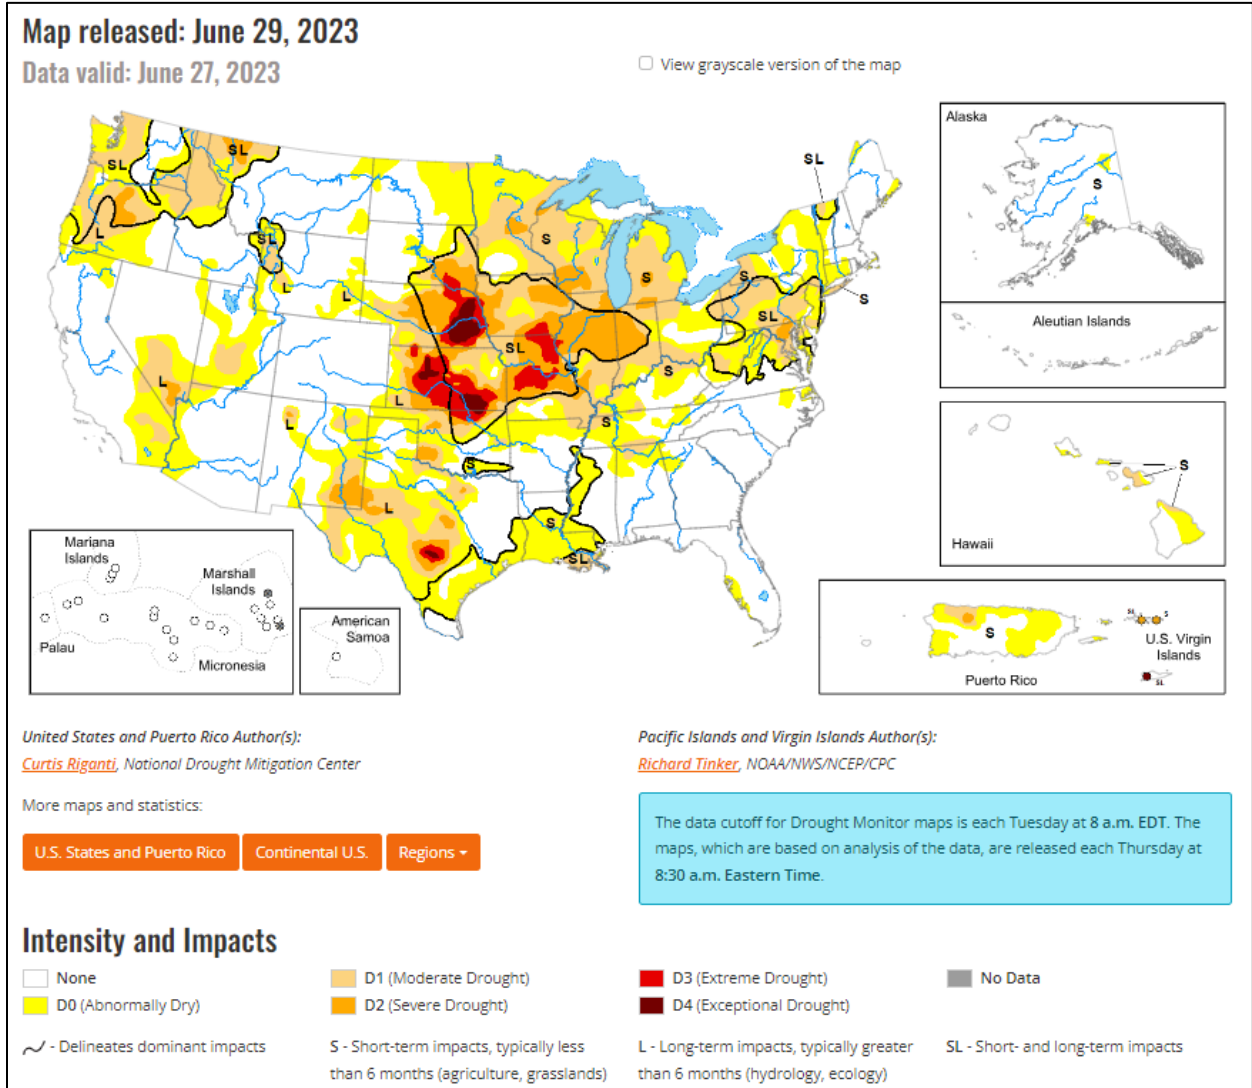 Map released: June 29, 2023
Data valid: June 27, 2023
View grayscale version of the map
Alaska
S
Aleutian Islands
S
Hawaii
SL
S
U.S. Virgin
Islands
S
Puerto Rico
SL
SL
SL
SL
L
SL
L
L
L
L
L
S
SL
S
SL
S
S
SL
S
S
S
S
SL
Mariana
Islands
Marshall
Islands
Palau
Micronesia
American
Samoa
United States and Puerto Rico Author(s):
Curtis Riganti, National Drought Mitigation Center
Pacific Islands and Virgin Islands Author(s):
Richard Tinker, NOAA/NWS/NCEP/CPC
More maps and statistics:
U.S. States and Puerto Rico
Continental U.S.
Regions
The data cutoff for Drought Monitor maps is each Tuesday at 8 a.m. EDT. The
maps, which are based on analysis of the data, are released each Thursday at
8:30 a.m. Eastern Time.
Intensity and Impacts
None
D0 (Abnormally Dry)
D1 (Moderate Drought)
D2 (Severe Drought)
D3 (Extreme Drought)
D4 (Exceptional Drought)
No Data
- Delineates dominant impacts
S - Short-term impacts, typically less
than 6 months (agriculture, grasslands)
L - Long-term impacts, typically greater
than 6 months (hydrology, ecology)
SL - Short- and long-term impacts